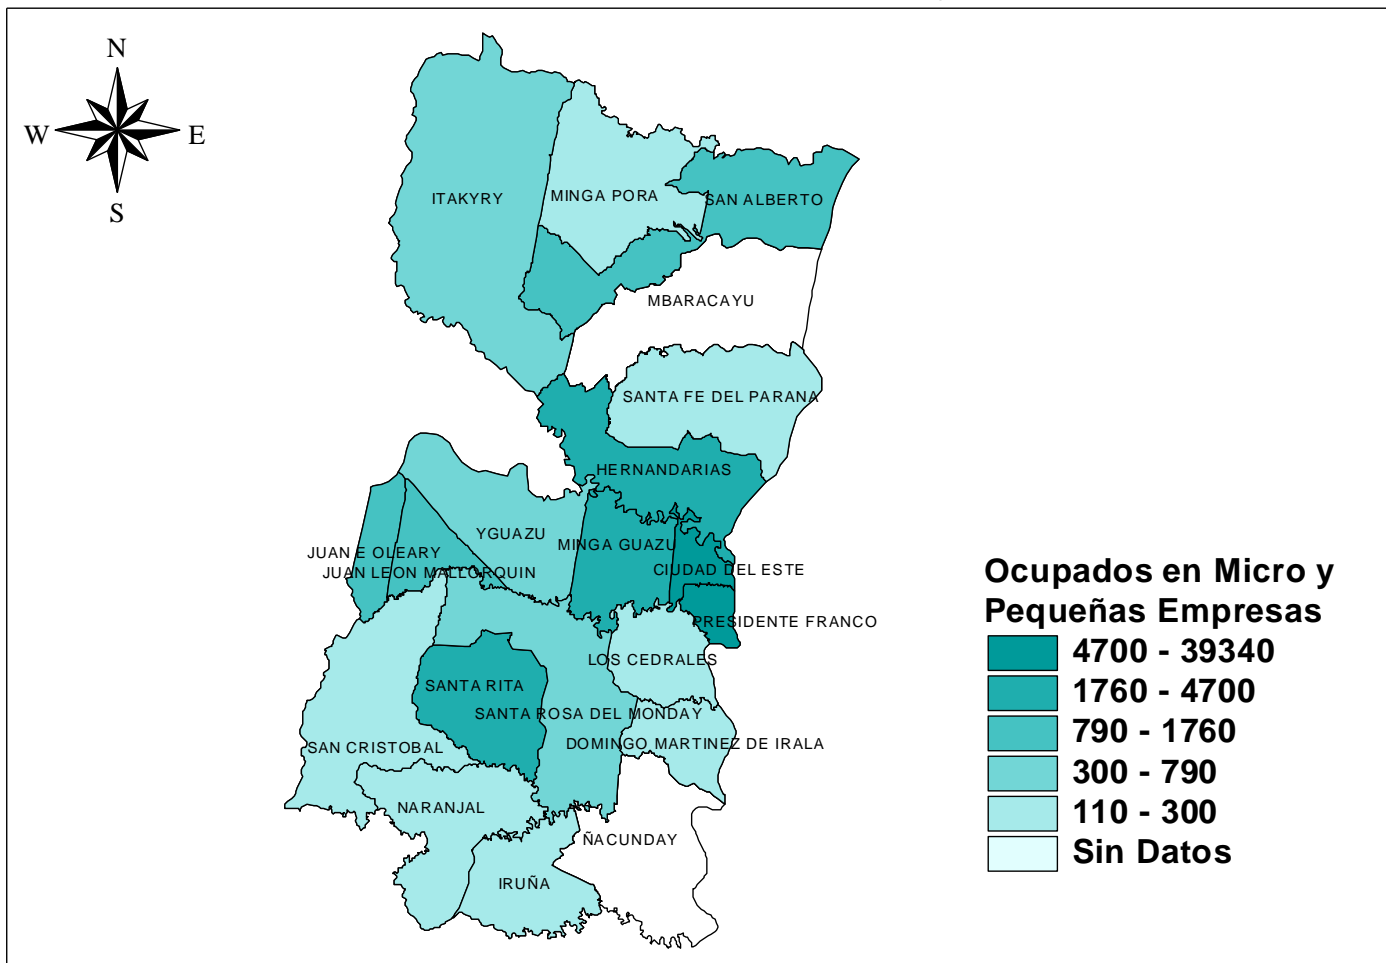 N
W E
S
ITAKYRY
MINGA PORA
SAN ALBERTO
MBARACAYU
SANTA FE DEL PARANA
HERNANDARIAS
YGUAZU
MINGA GUAZU
JUAN E OLEARY
JUAN LEON MALLORQUIN
CIUDAD DEL ESTE
PRESIDENTE FRANCO
LOS CEDRALES
SANTA RITA
SANTA ROSA DEL MONDAY
DOMINGO MARTINEZ DE IRALA
SAN CRISTOBAL
NARANJAL
ÑACUNDAY
IRUÑA
Ocupados en Micro y
Pequeñas Empresas
4700 - 39340
1760 - 4700
790 - 1760
300 - 790
110 - 300
Sin Datos